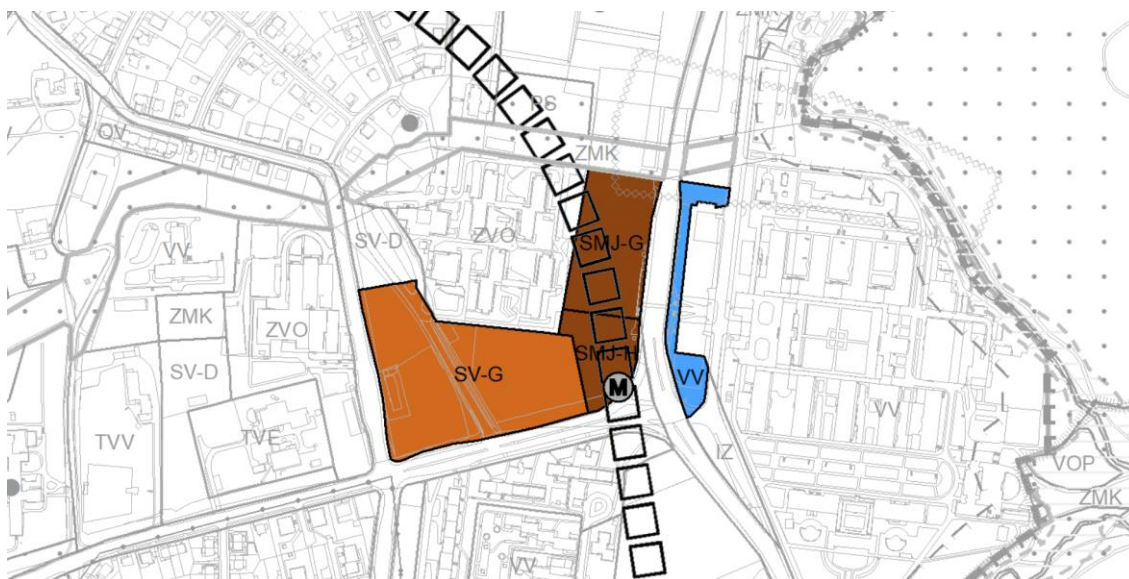 ZMK
PS
OV
ZMK
SV-D
ZVO
SMJ-G
VV
ZMK
ZVO
SMJ-H
SV-D
SV-G
M
VV
VV
TVV
TVE
IZ
VOP
ZMK
VV